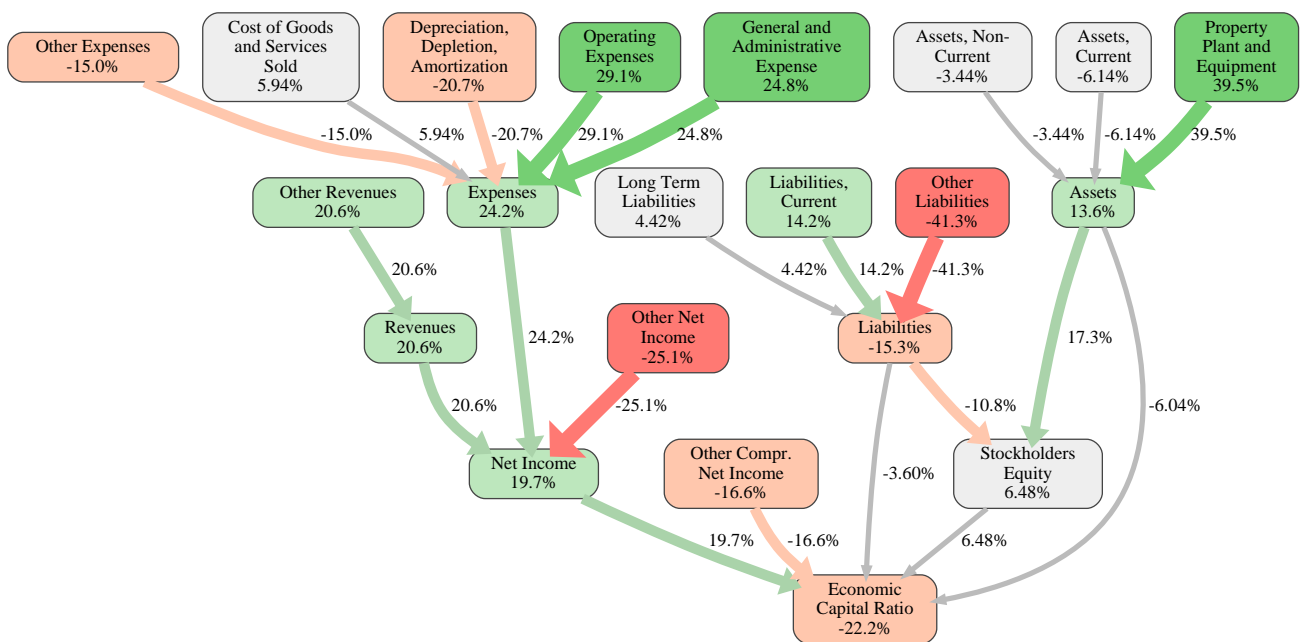 Other Expenses
-15.0%
Cost of Goods
and Services
Sold
5.94%
Depreciation,
Depletion,
Amortization
-20.7%
Operating
Expenses
29.1%
General and
Administrative
Expense
24.8%
Assets, Non-
Current
-3.44%
Assets,
Current
-6.14%
Property
Plant and
Equipment
39.5%
-15.0%
5.94%
-20.7%
29.1%
24.8%
-3.44%
-6.14%
39.5%
Other Revenues
20.6%
Expenses
24.2%
Long Term
Liabilities
4.42%
Liabilities,
Current
14.2%
Other
Liabilities
-41.3%
Assets
13.6%
20.6%
4.42%
14.2%
-41.3%
Revenues
20.6%
24.2%
Other Net
Income
-25.1%
Liabilities
-15.3%
17.3%
20.6%
-25.1%
-10.8%
-6.04%
Net Income
19.7%
Other Compr.
Net Income
-16.6%
-3.60%
Stockholders
Equity
6.48%
19.7%
-16.6%
6.48%
Economic
Capital Ratio
-22.2%